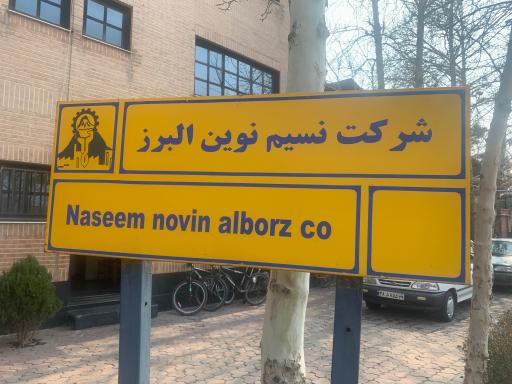 شرکت نسیم نوین البرز
Naseem novin alborz co